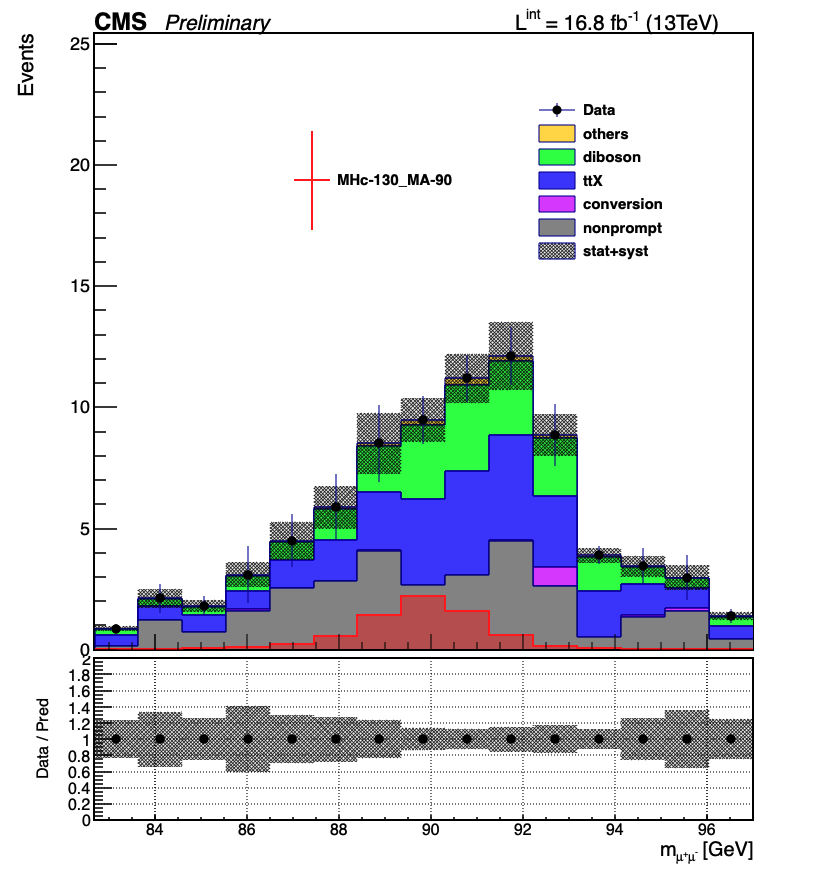 CMS Preliminary L^int = 16.8 fb^-1 (13TeV)
Events
25
20
15
10
5
0
Data
others
diboson
ttX
conversion
nonprompt
stat+syst
MHc-130_MA-90
Data / Pred
2
1.8
1.6
1.4
1.2
1
0.8
0.6
0.4
0.2
0
84 86 88 90 92 94 96
m_μ⁺μ⁻ [GeV]